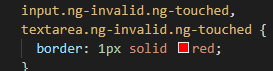 input.ng-invalid.ng-touched,
textarea.ng-invalid.ng-touched {
border: 1px solid red;
}